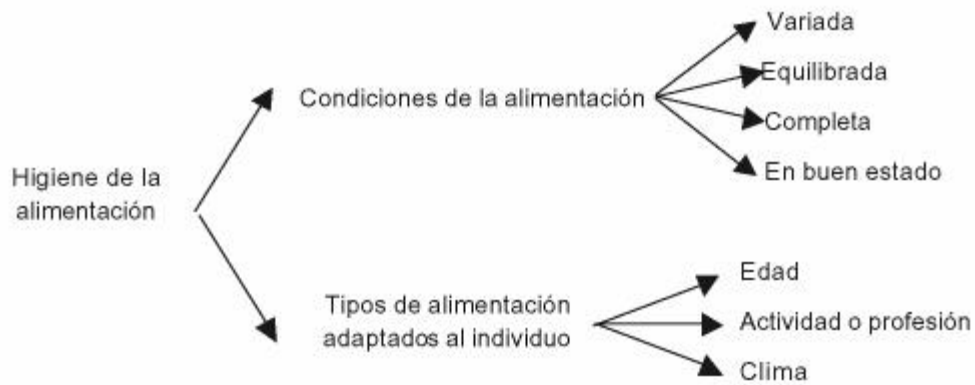 Higiene de la
alimentación
Condiciones de la alimentación
Variada
Equilibrada
Completa
En buen estado
Tipos de alimentación
adaptados al individuo
Edad
Actividad o profesión
Clima